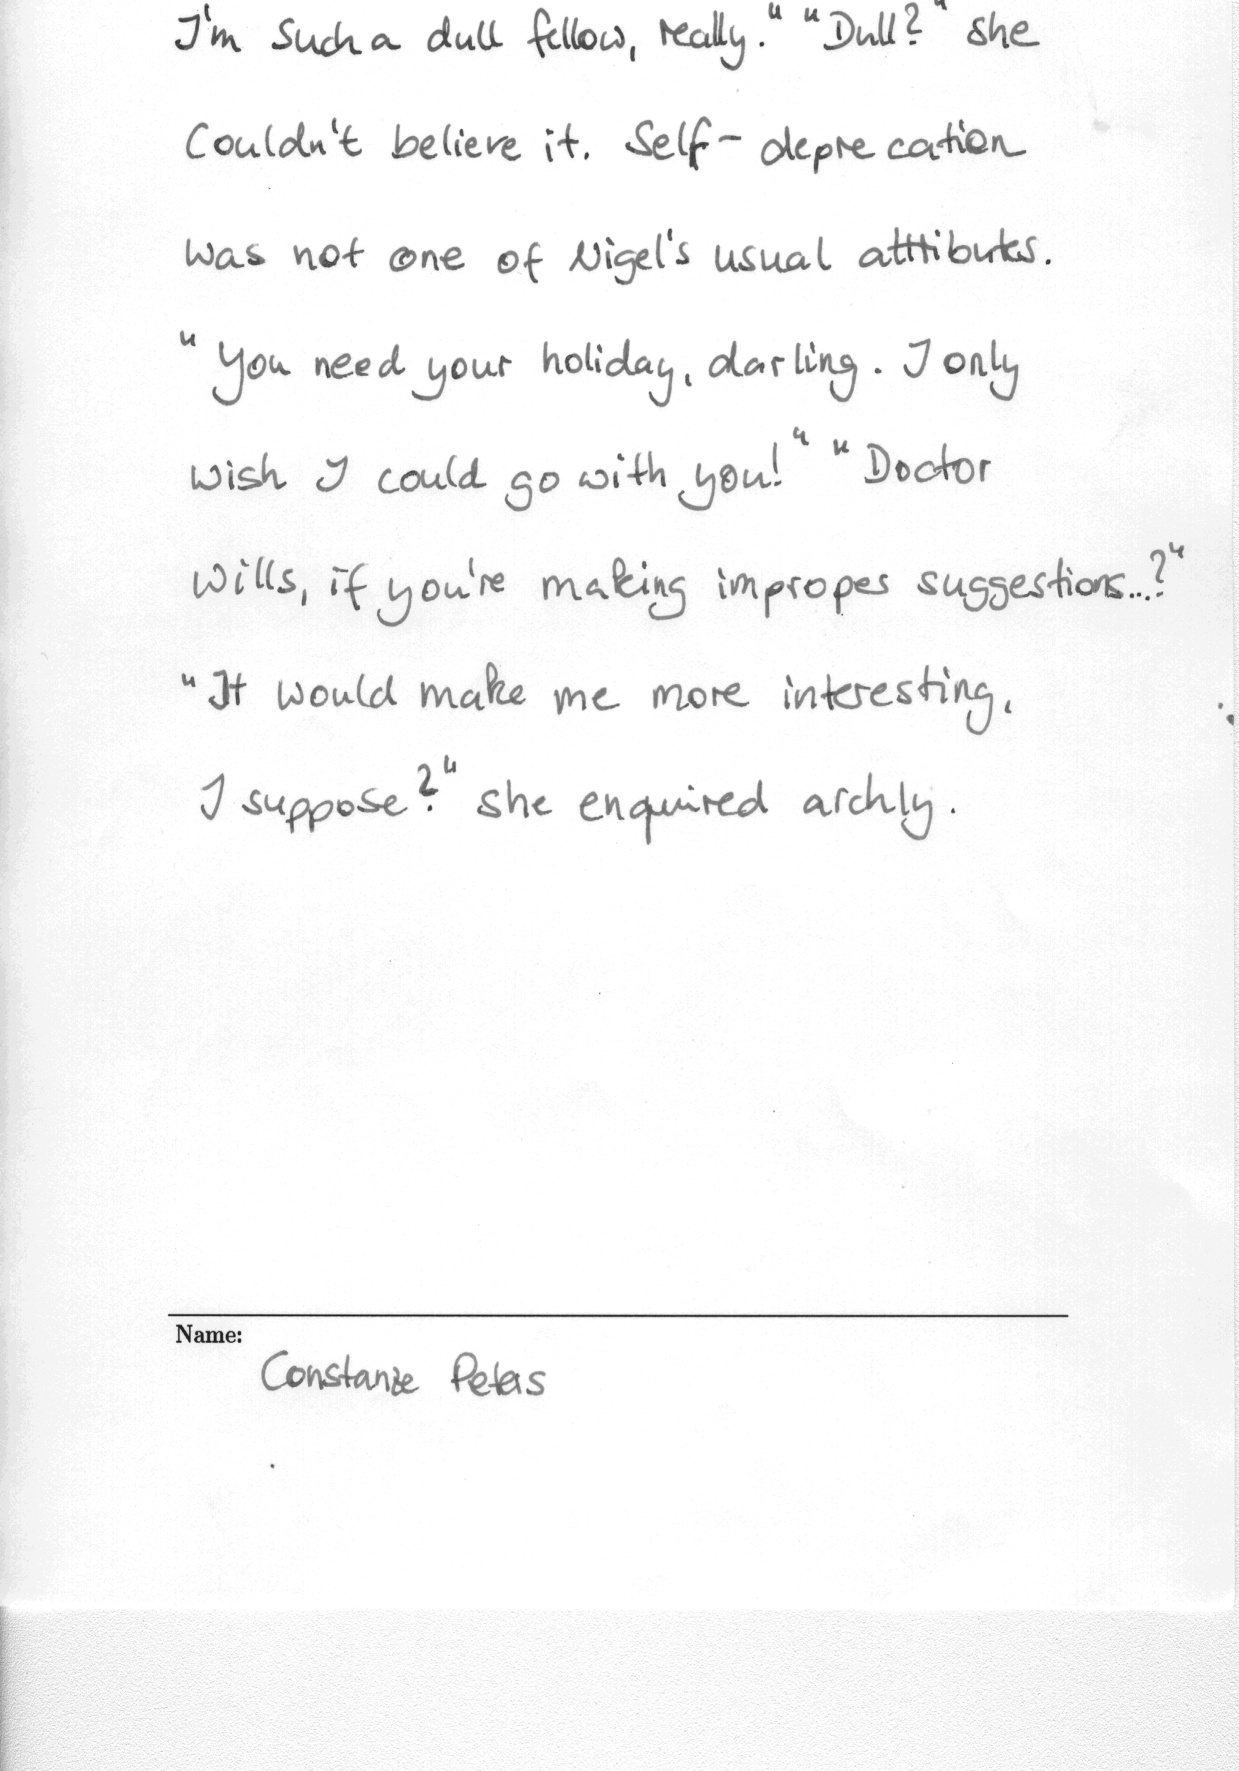 I'm such a dull fellow, really." "Dull?" she
couldn't believe it. Self-deprecation
was not one of Nigel's usual attributes.
"You need your holiday, darling. I only
wish I could go with you!" "Doctor
Wills, if you're making impropes suggestions...?"
"It would make me more interesting,
I suppose?" she enquired archly.
Name:
Constanze Peters